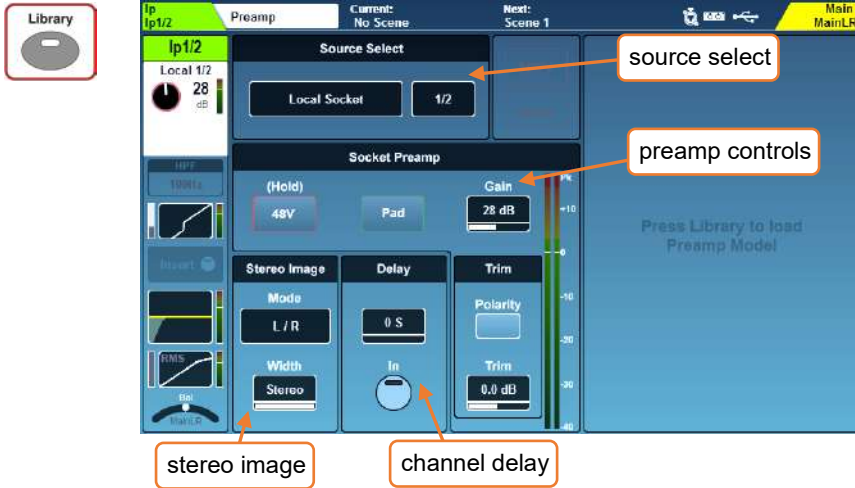 Library
Ip
Ip1/2
Preamp
Current:
No Scene
Next:
Scene 1
Main
MainLR
Ip1/2
Local 1/2
28
dB
Source Select
Local Socket
1/2
source select
HPF
Socket Preamp
preamp controls
(Hold)
48V
Pad
Gain
28 dB
Pk
+10
0
-10
-20
-30
-40
Press Library to load
Preamp Model
Insert
Stereo Image
Mode
L / R
Width
Stereo
Delay
0 S
In
Trim
Polarity
Trim
0.0 dB
RMS
Bal
MainLR
stereo image
channel delay